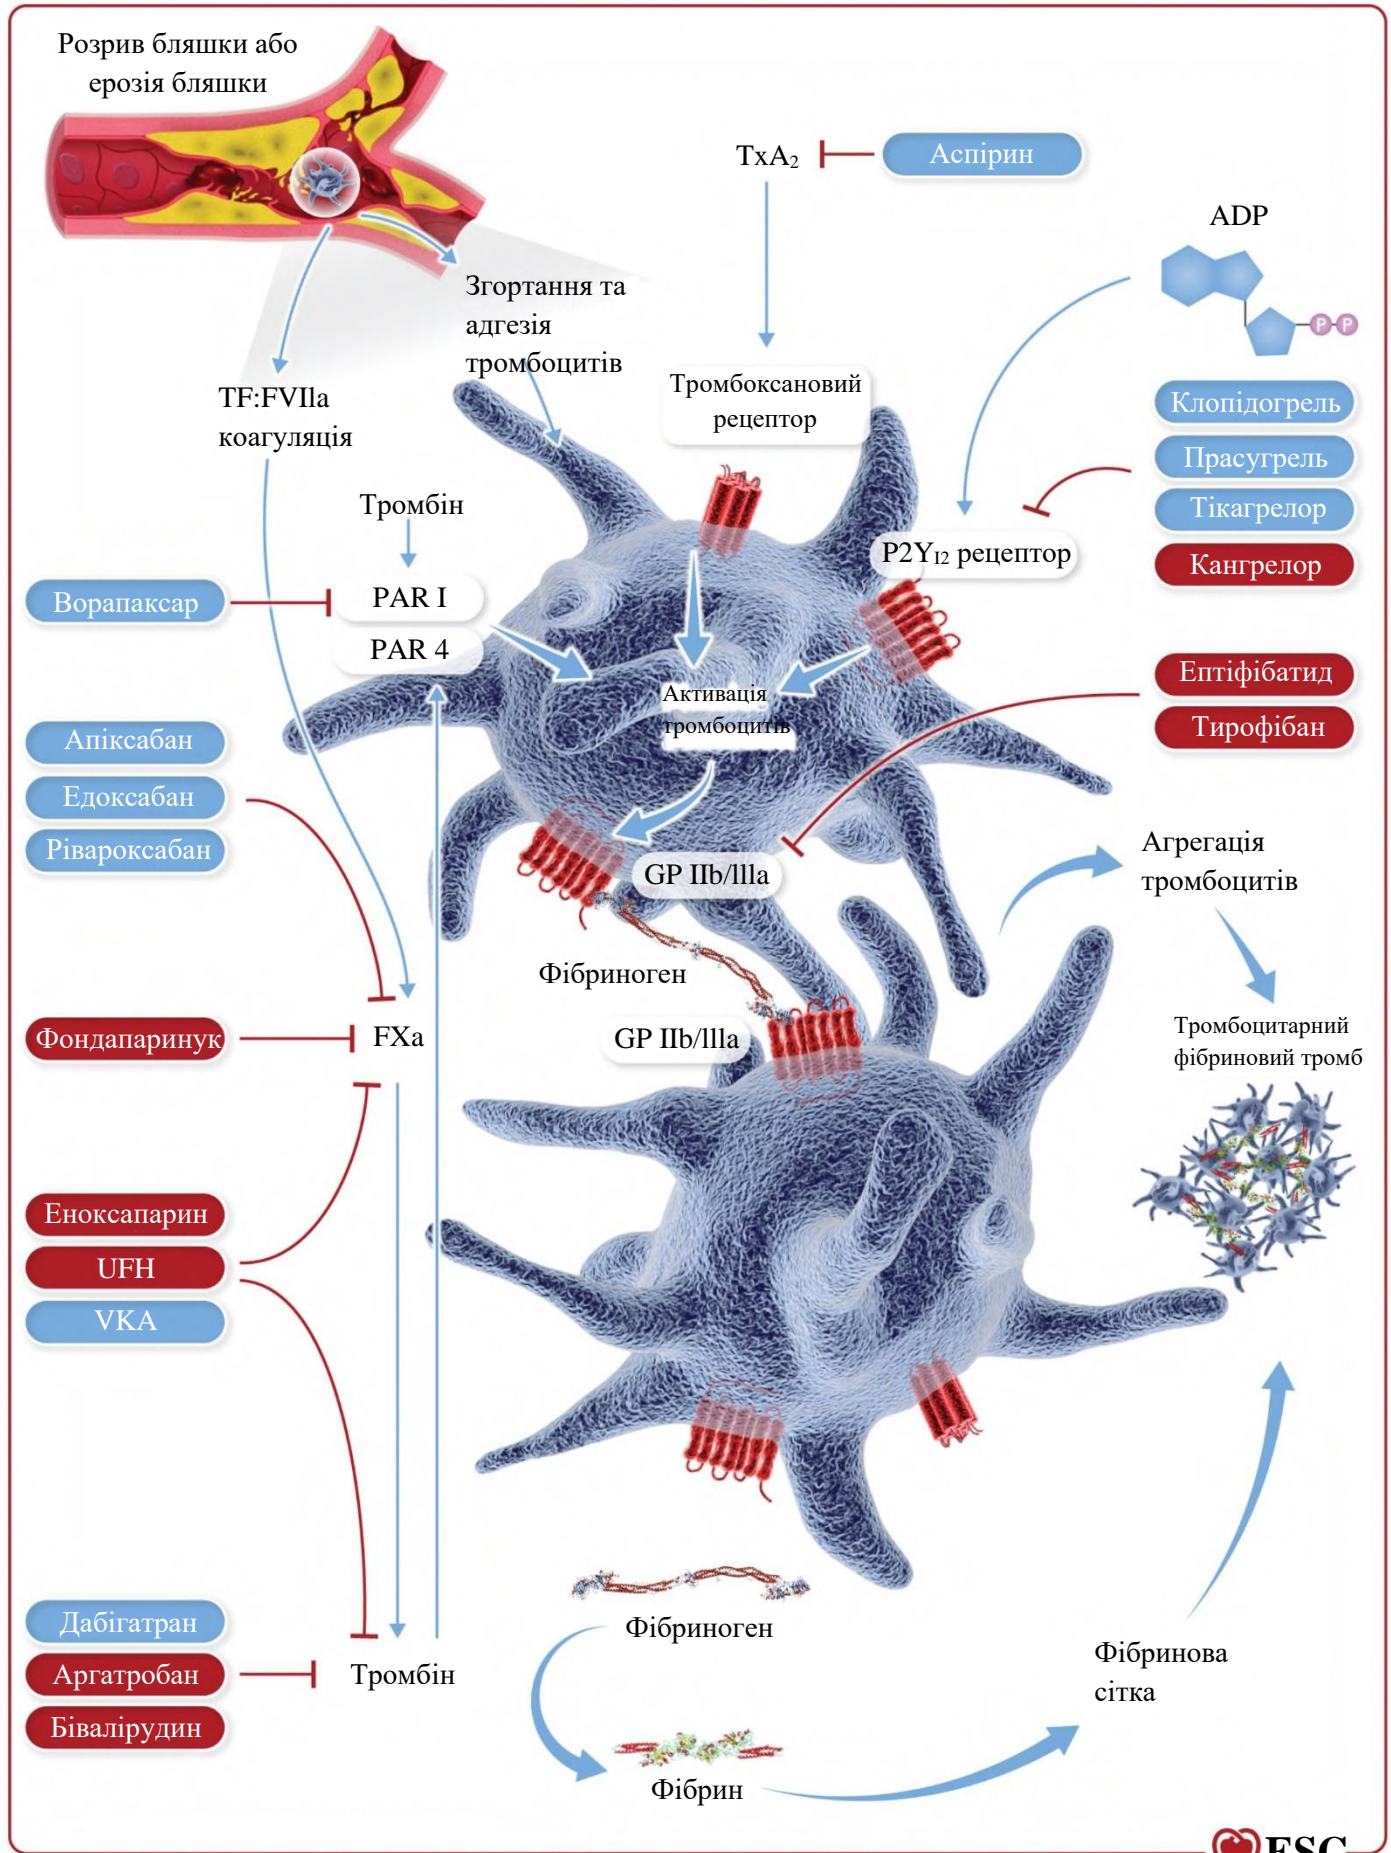 Розрив бляшки або
ерозія бляшки
TxA₂
Аспірин
ADP
P P
Згортання та
адгезія
тромбоцитів
TF:FVIIa
коагуляція
Тромбоксановий
рецептор
Клопідогрель
Прасугрель
Тікагрелор
Кангрелор
Тромбін
P2Y₁₂ рецептор
Ворапаксар
PAR I
PAR 4
Ептіфібатид
Тирофібан
Активація
тромбоцитів
Апіксабан
Едоксабан
Рівароксабан
GP IIb/llla
Агрегація
тромбоцитів
Фібриноген
GP IIb/llla
Фондапаринук
FXa
Тромбоцитарний
фібриновий тромб
Еноксапарин
UFH
VKA
Дабігатран
Аргатробан
Бівалірудин
Тромбін
Фібриноген
Фібрин
Фібринова
сітка
ESC